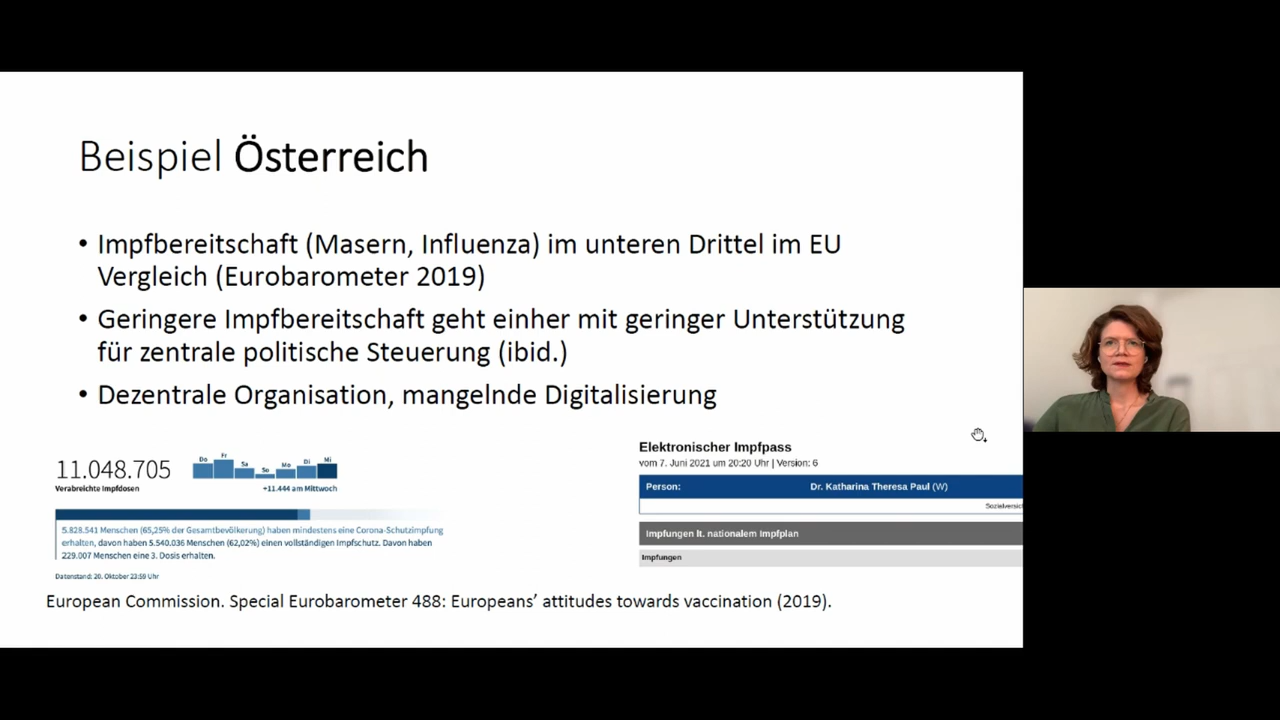 Beispiel Österreich
• Impfbereitschaft (Masern, Influenza) im unteren Drittel im EU
Vergleich (Eurobarometer 2019)
• Geringere Impfbereitschaft geht einher mit geringer Unterstützung
für zentrale politische Steuerung (ibid.)
• Dezentrale Organisation, mangelnde Digitalisierung
11.048.705
Verabreichte Impfdosen
Do Fr Sa So Mo Di Mi
+11.444 am Mittwoch
5.828.541 Menschen (65,25% der Gesamtbevölkerung) haben mindestens eine Corona-Schutzimpfung
erhalten, davon haben 5.540.036 Menschen (62,02%) einen vollständigen Impfschutz. Davon haben
229.007 Menschen eine 3. Dosis erhalten.
Datenstand: 20. Oktober 23:59 Uhr
Elektronischer Impfpass
vom 7. Juni 2021 um 20:20 Uhr | Version: 6
Person: Dr. Katharina Theresa Paul (W)
Sozialversich
Impfungen lt. nationalem Impfplan
Impfungen
European Commission. Special Eurobarometer 488: Europeans’ attitudes towards vaccination (2019).